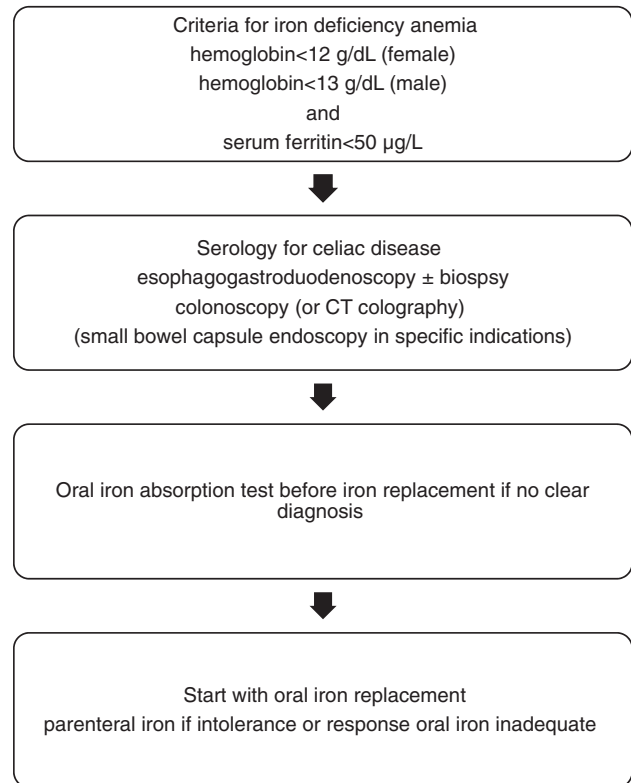 Criteria for iron deficiency anemia
hemoglobin<12 g/dL (female)
hemoglobin<13 g/dL (male)
and
serum ferritin<50 µg/L
Serology for celiac disease
esophagogastroduodenoscopy ± biospsy
colonoscopy (or CT colography)
(small bowel capsule endoscopy in specific indications)
Oral iron absorption test before iron replacement if no clear
diagnosis
Start with oral iron replacement
parenteral iron if intolerance or response oral iron inadequate